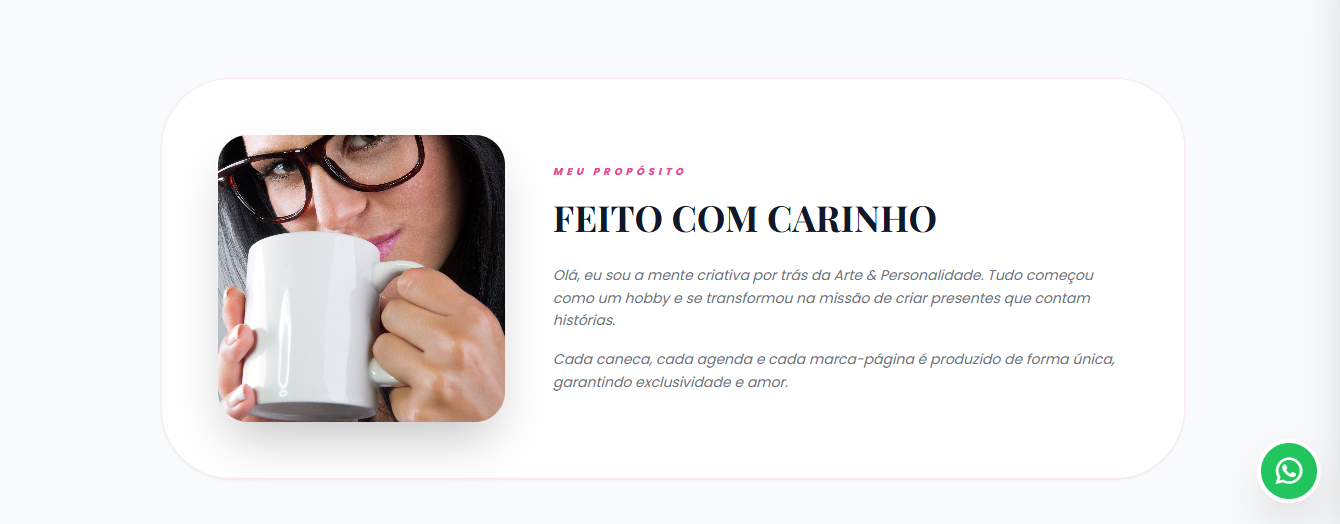 MEU PROPÓSITO
FEITO COM CARINHO
Olá, eu sou a mente criativa por trás da Arte & Personalidade. Tudo começou
como um hobby e se transformou na missão de criar presentes que contam
histórias.
Cada caneca, cada agenda e cada marca-página é produzido de forma única,
garantindo exclusividade e amor.